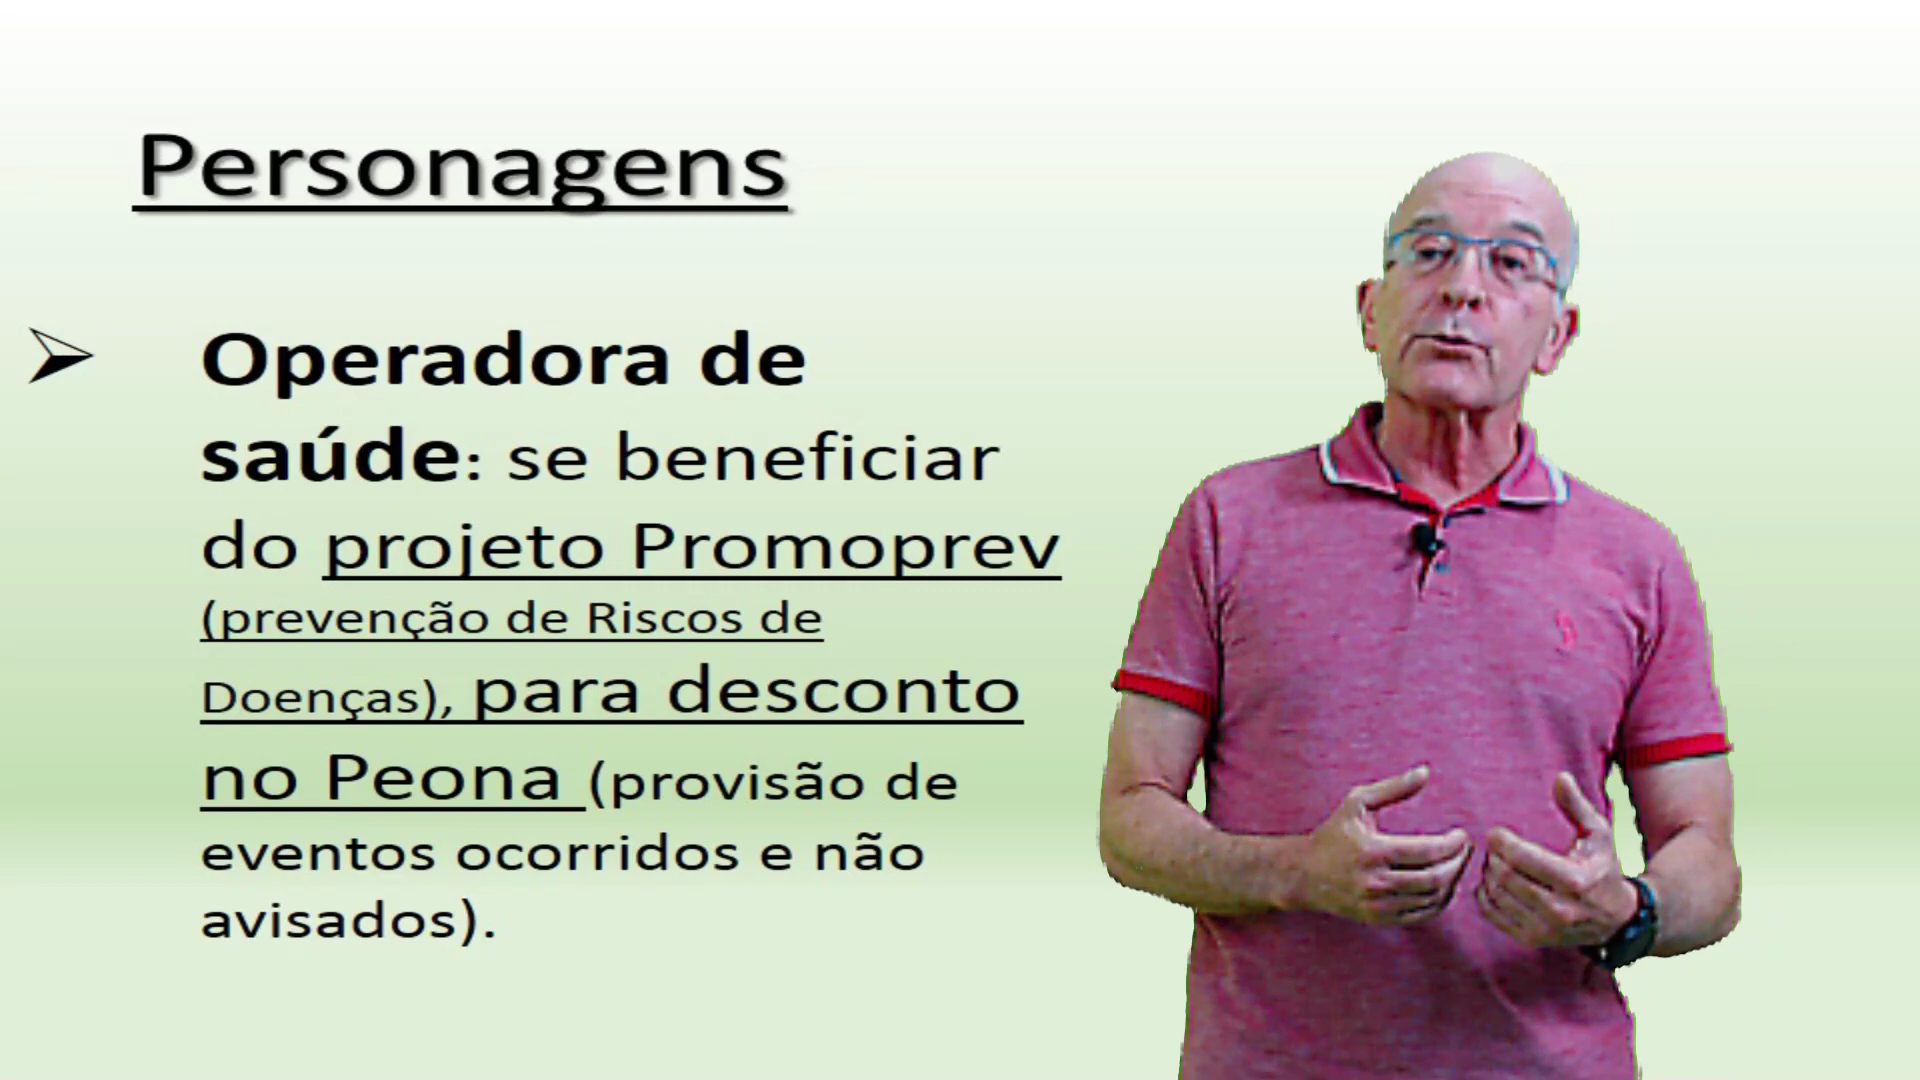 Personagens
Operadora de
saúde: se beneficiar
do projeto Promoprev
(prevenção de Riscos de
Doenças), para desconto
no Peona (provisão de
eventos ocorridos e não
avisados).